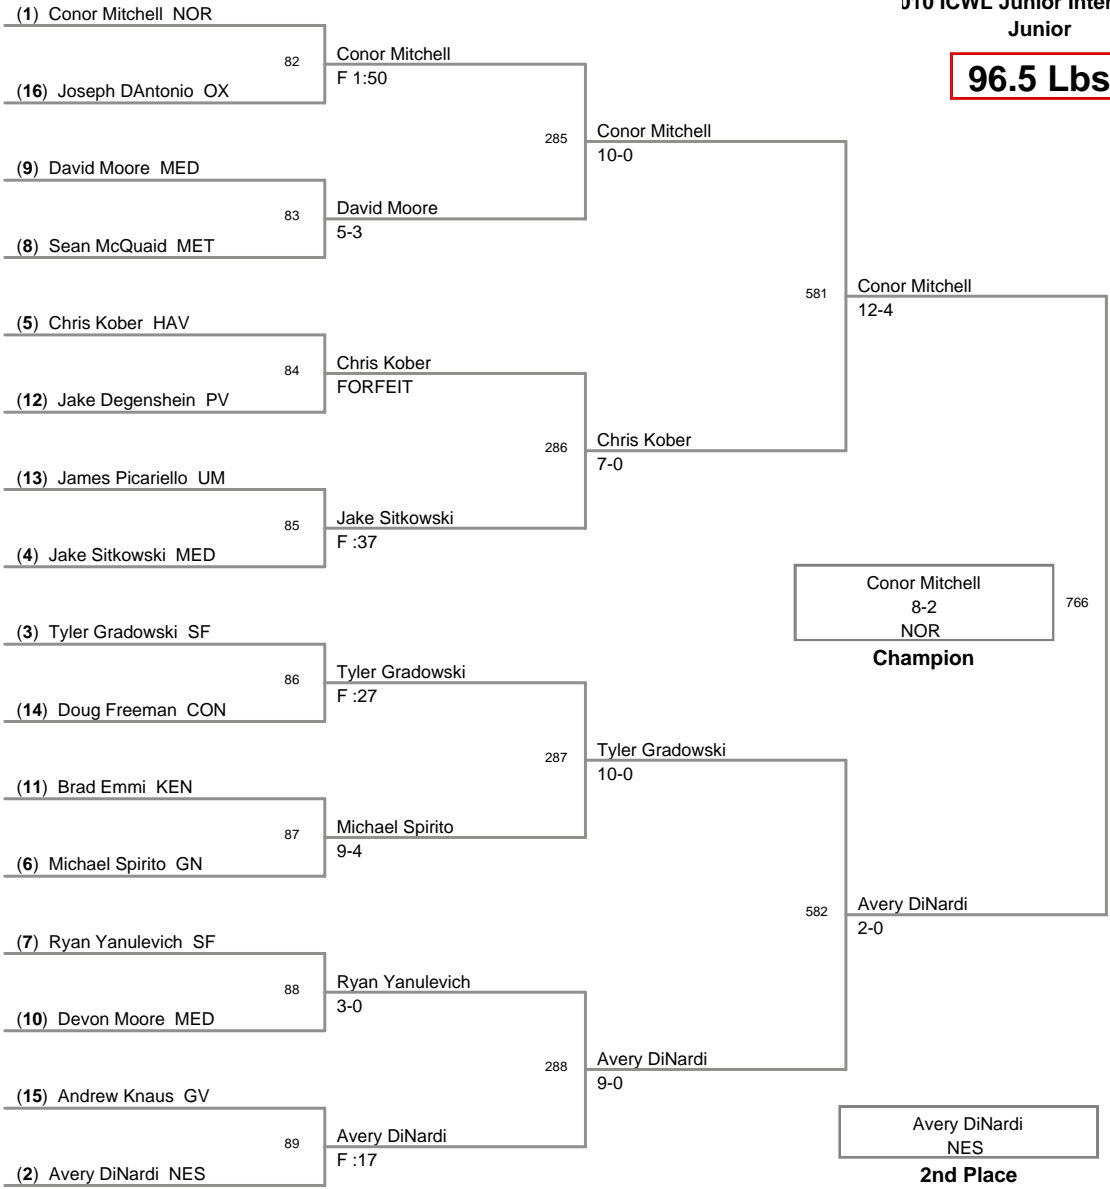 (1) Conor Mitchell NOR
82
(16) Joseph DAntonio OX
Conor Mitchell
F 1:50
(9) David Moore MED
83
(8) Sean McQuaid MET
David Moore
5-3
285
Conor Mitchell
10-0
(5) Chris Kober HAV
84
(12) Jake Degenshein PV
Chris Kober
FORFEIT
(13) James Picariello UM
85
(4) Jake Sitkowski MED
Jake Sitkowski
F :37
286
Chris Kober
7-0
581
Conor Mitchell
12-4
(3) Tyler Gradowski SF
86
(14) Doug Freeman CON
Tyler Gradowski
F :27
(11) Brad Emmi KEN
87
(6) Michael Spirito GN
Michael Spirito
9-4
287
Tyler Gradowski
10-0
(7) Ryan Yanulevich SF
88
(10) Devon Moore MED
Ryan Yanulevich
3-0
(15) Andrew Knaus GV
89
(2) Avery DiNardi NES
Avery DiNardi
F :17
288
Avery DiNardi
9-0
582
Avery DiNardi
2-0
010 ICWL Junior Inter
Junior
96.5 Lbs
Conor Mitchell
8-2
NOR
Champion
766
Avery DiNardi
NES
2nd Place